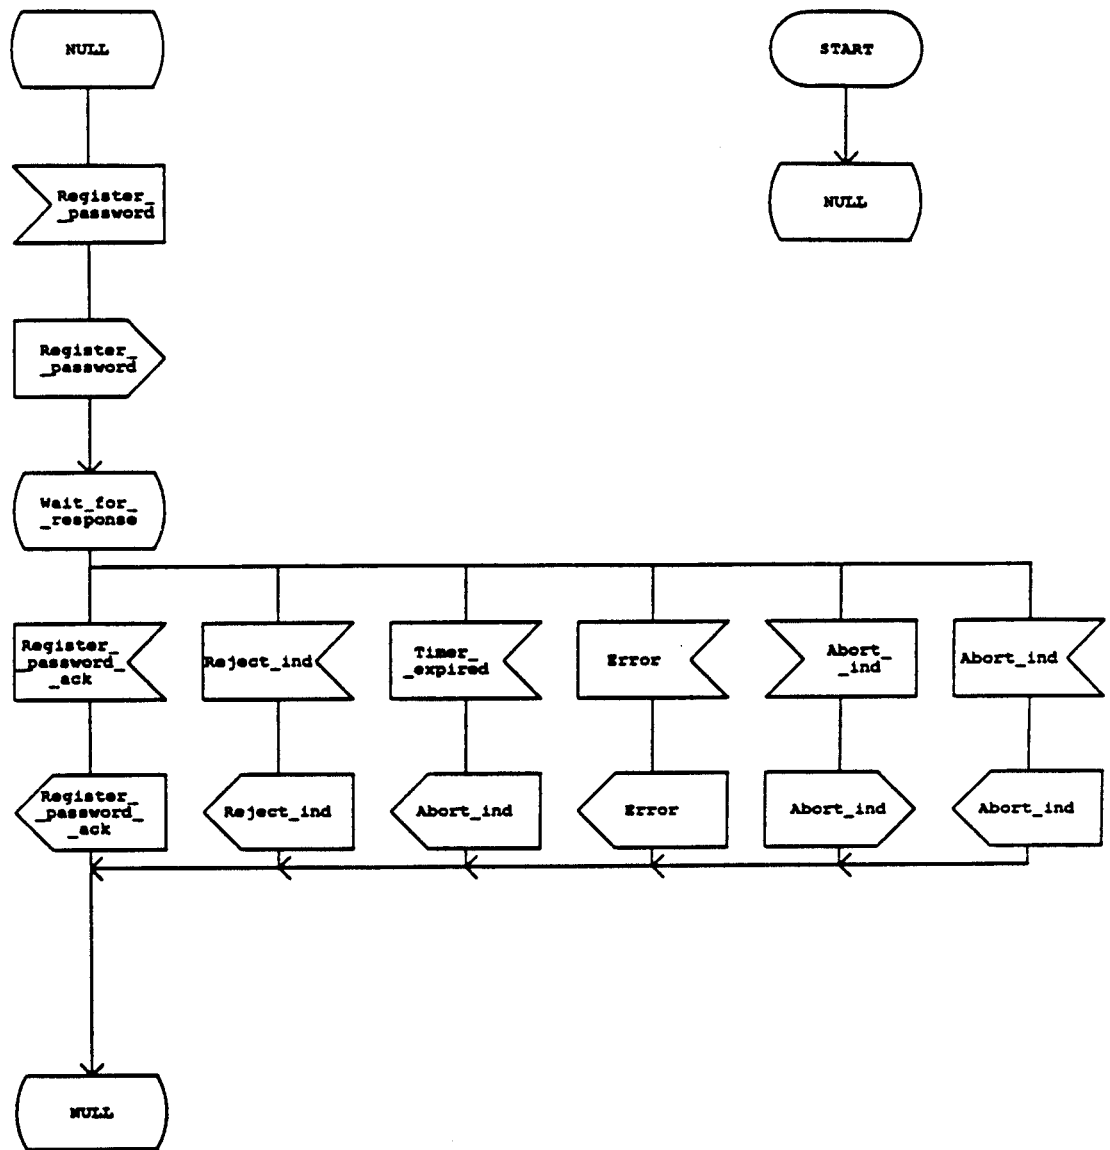 NULL
START
Register_
_password
NULL
Register_
_password
Wait_for_
_response
Register_
_password_
_ack
Reject_ind
Timer_
_expired
Error
Abort_
_ind
Abort_ind
Register_
_password_
_ack
Reject_ind
Abort_ind
Error
Abort_ind
Abort_ind
NULL